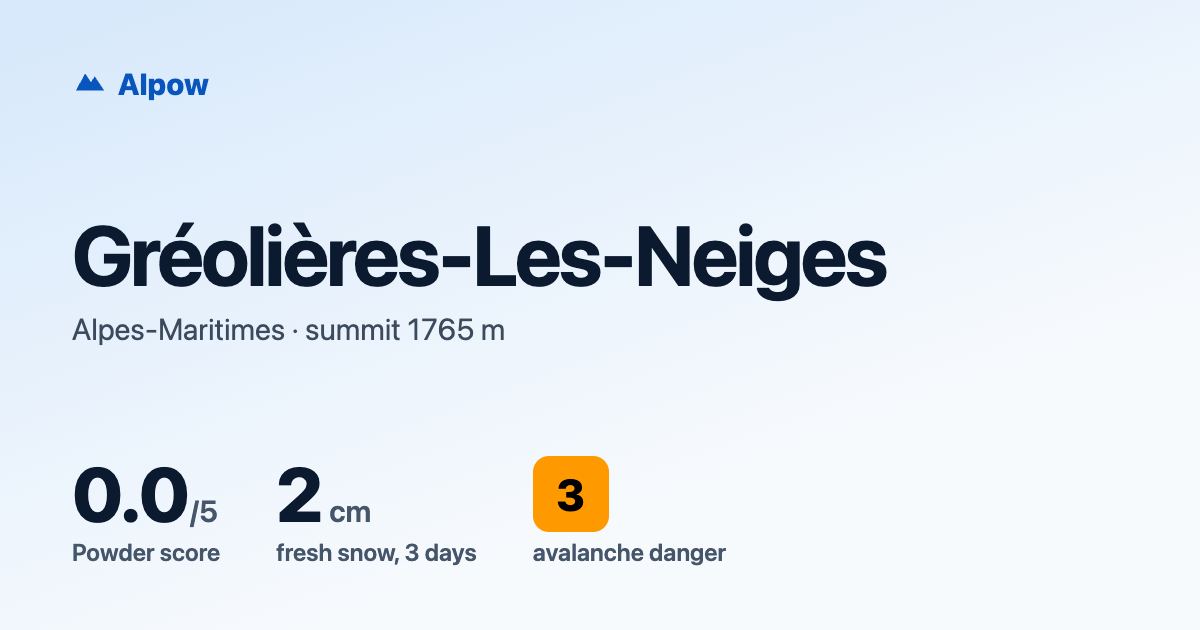 Alpow
Gréolières-Les-Neiges
Alpes-Maritimes · summit 1765 m
0.0/5
Powder score
2 cm
fresh snow, 3 days
3
avalanche danger